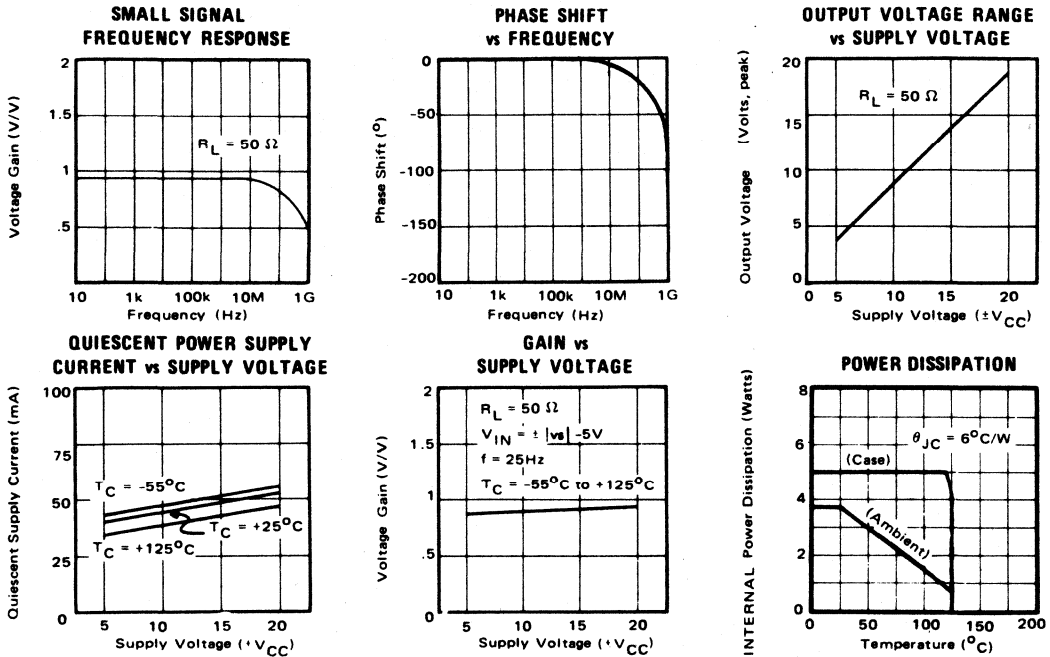 SMALL SIGNAL
FREQUENCY RESPONSE
Voltage Gain (V/V)
2
1.5
1
.5
R_L = 50 Ω
10 1k 100k 10M 1G
Frequency (Hz)
PHASE SHIFT
vs FREQUENCY
Phase Shift (°)
0
-50
-100
-150
-200
10 1k 100k 10M 1G
Frequency (Hz)
OUTPUT VOLTAGE RANGE
vs SUPPLY VOLTAGE
Output Voltage (Volts, peak)
20
15
10
5
0
R_L = 50 Ω
0 5 10 15 20
Supply Voltage (±V_CC)
QUIESCENT POWER SUPPLY
CURRENT vs SUPPLY VOLTAGE
Quiescent Supply Current (mA)
100
75
50
25
0
T_C = -55°C
T_C = +25°C
T_C = +125°C
5 10 15 20
Supply Voltage (+V_CC)
GAIN vs
SUPPLY VOLTAGE
Voltage Gain (V/V)
2
1.5
1
.5
0
R_L = 50 Ω
V_IN = ± |vs| -5V
f = 25Hz
T_C = -55°C to +125°C
5 10 15 20
Supply Voltage (+V_CC)
POWER DISSIPATION
INTERNAL Power Dissipation (Watts)
8
6
4
2
0
θ_JC = 6°C/W
(Case)
(Ambient)
0 50 100 150 200
Temperature (°C)